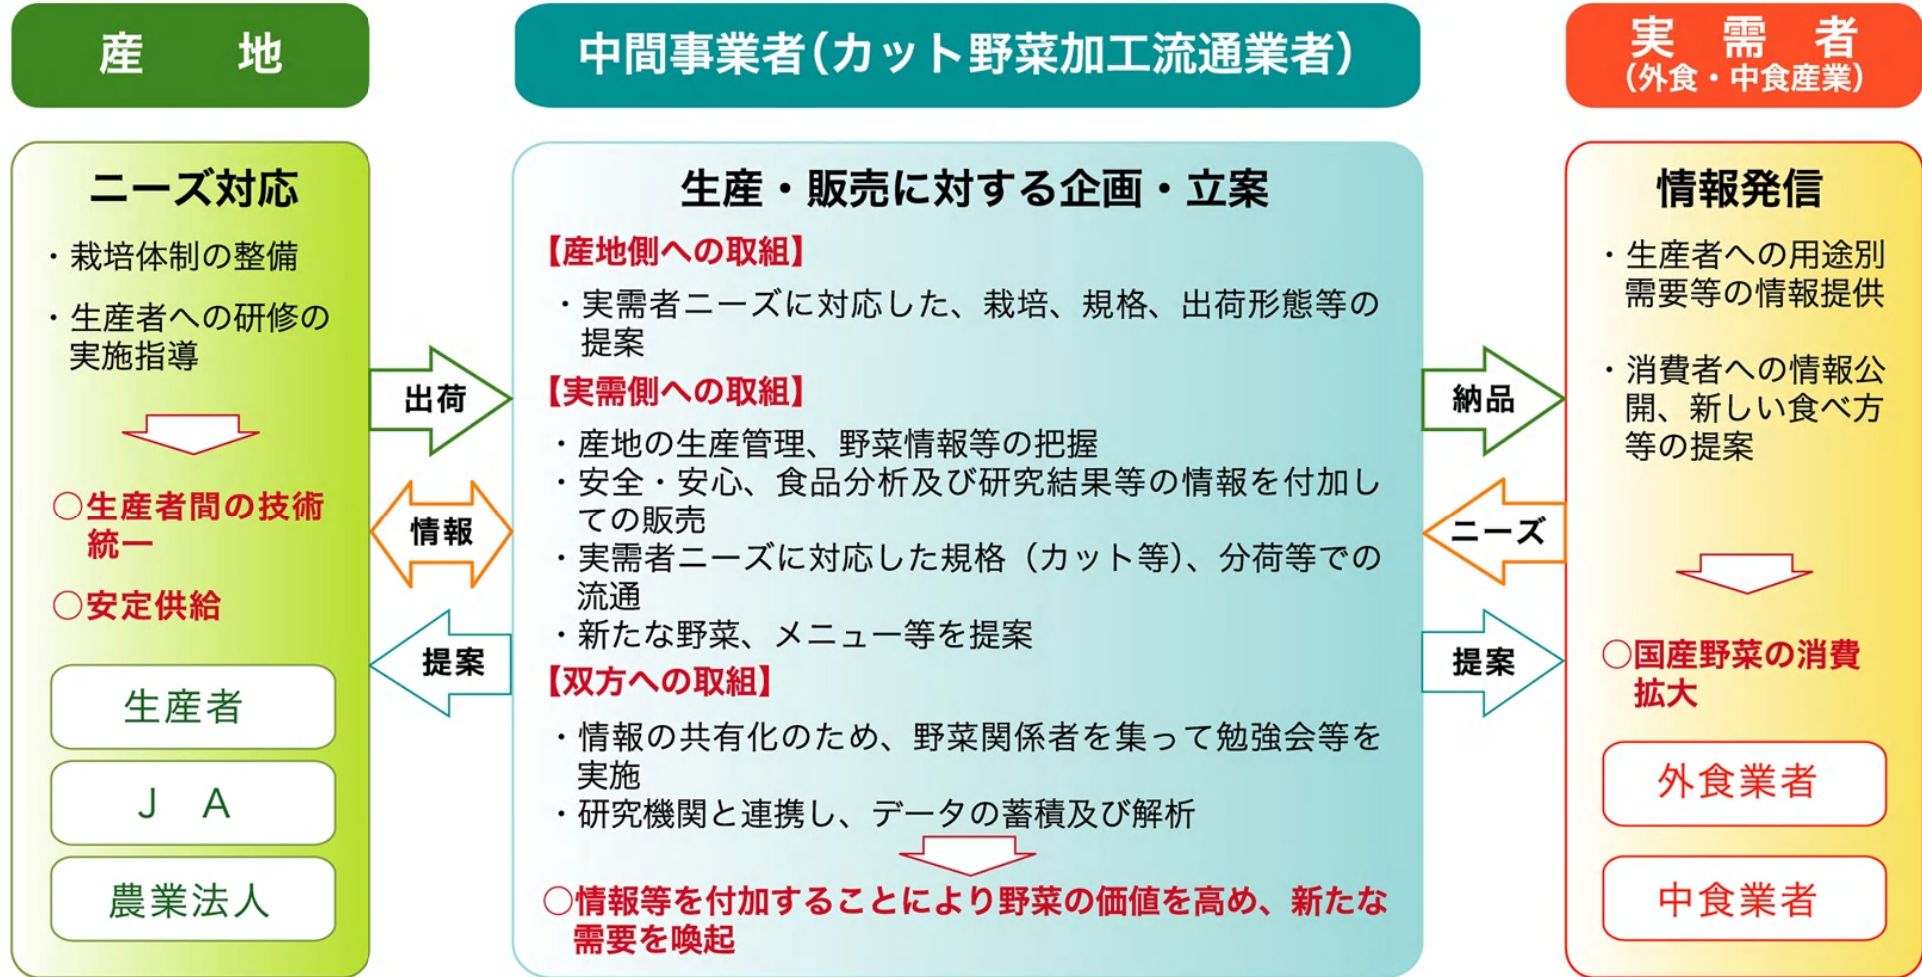 産　地
中間事業者(カット野菜加工流通業者)
実　需　者
(外食・中食産業)
ニーズ対応
・栽培体制の整備
・生産者への研修の
実施指導
○生産者間の技術
統一
○安定供給
生産者
J　A
農業法人
出荷
情報
提案
生産・販売に対する企画・立案
【産地側への取組】
・実需者ニーズに対応した、栽培、規格、出荷形態等の
提案
【実需側への取組】
・産地の生産管理、野菜情報等の把握
・安全・安心、食品分析及び研究結果等の情報を付加し
ての販売
・実需者ニーズに対応した規格（カット等）、分荷等での
流通
・新たな野菜、メニュー等を提案
【双方への取組】
・情報の共有化のため、野菜関係者を集って勉強会等を
実施
・研究機関と連携し、データの蓄積及び解析
○情報等を付加することにより野菜の価値を高め、新たな
需要を喚起
納品
ニーズ
提案
情報発信
・生産者への用途別
需要等の情報提供
・消費者への情報公
開、新しい食べ方
等の提案
○国産野菜の消費
拡大
外食業者
中食業者